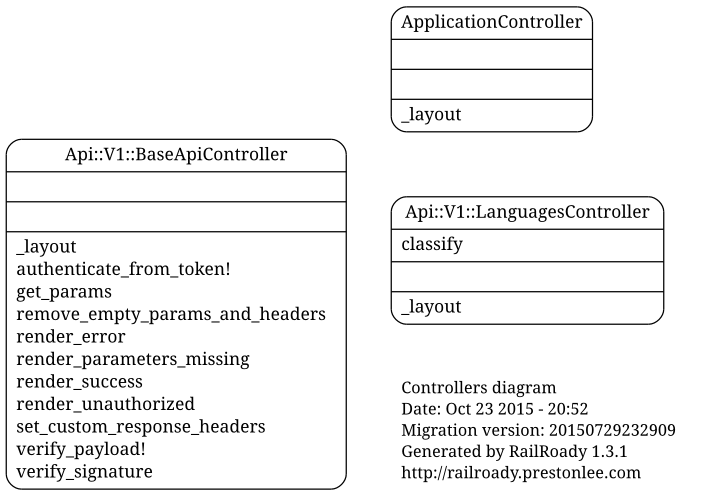 ApplicationController
_layout
Api::V1::BaseApiController
_layout
authenticate_from_token!
get_params
remove_empty_params_and_headers
render_error
render_parameters_missing
render_success
render_unauthorized
set_custom_response_headers
verify_payload!
verify_signature
Api::V1::LanguagesController
classify
_layout
Controllers diagram
Date: Oct 23 2015 - 20:52
Migration version: 20150729232909
Generated by RailRoady 1.3.1
http://railroady.prestonlee.com